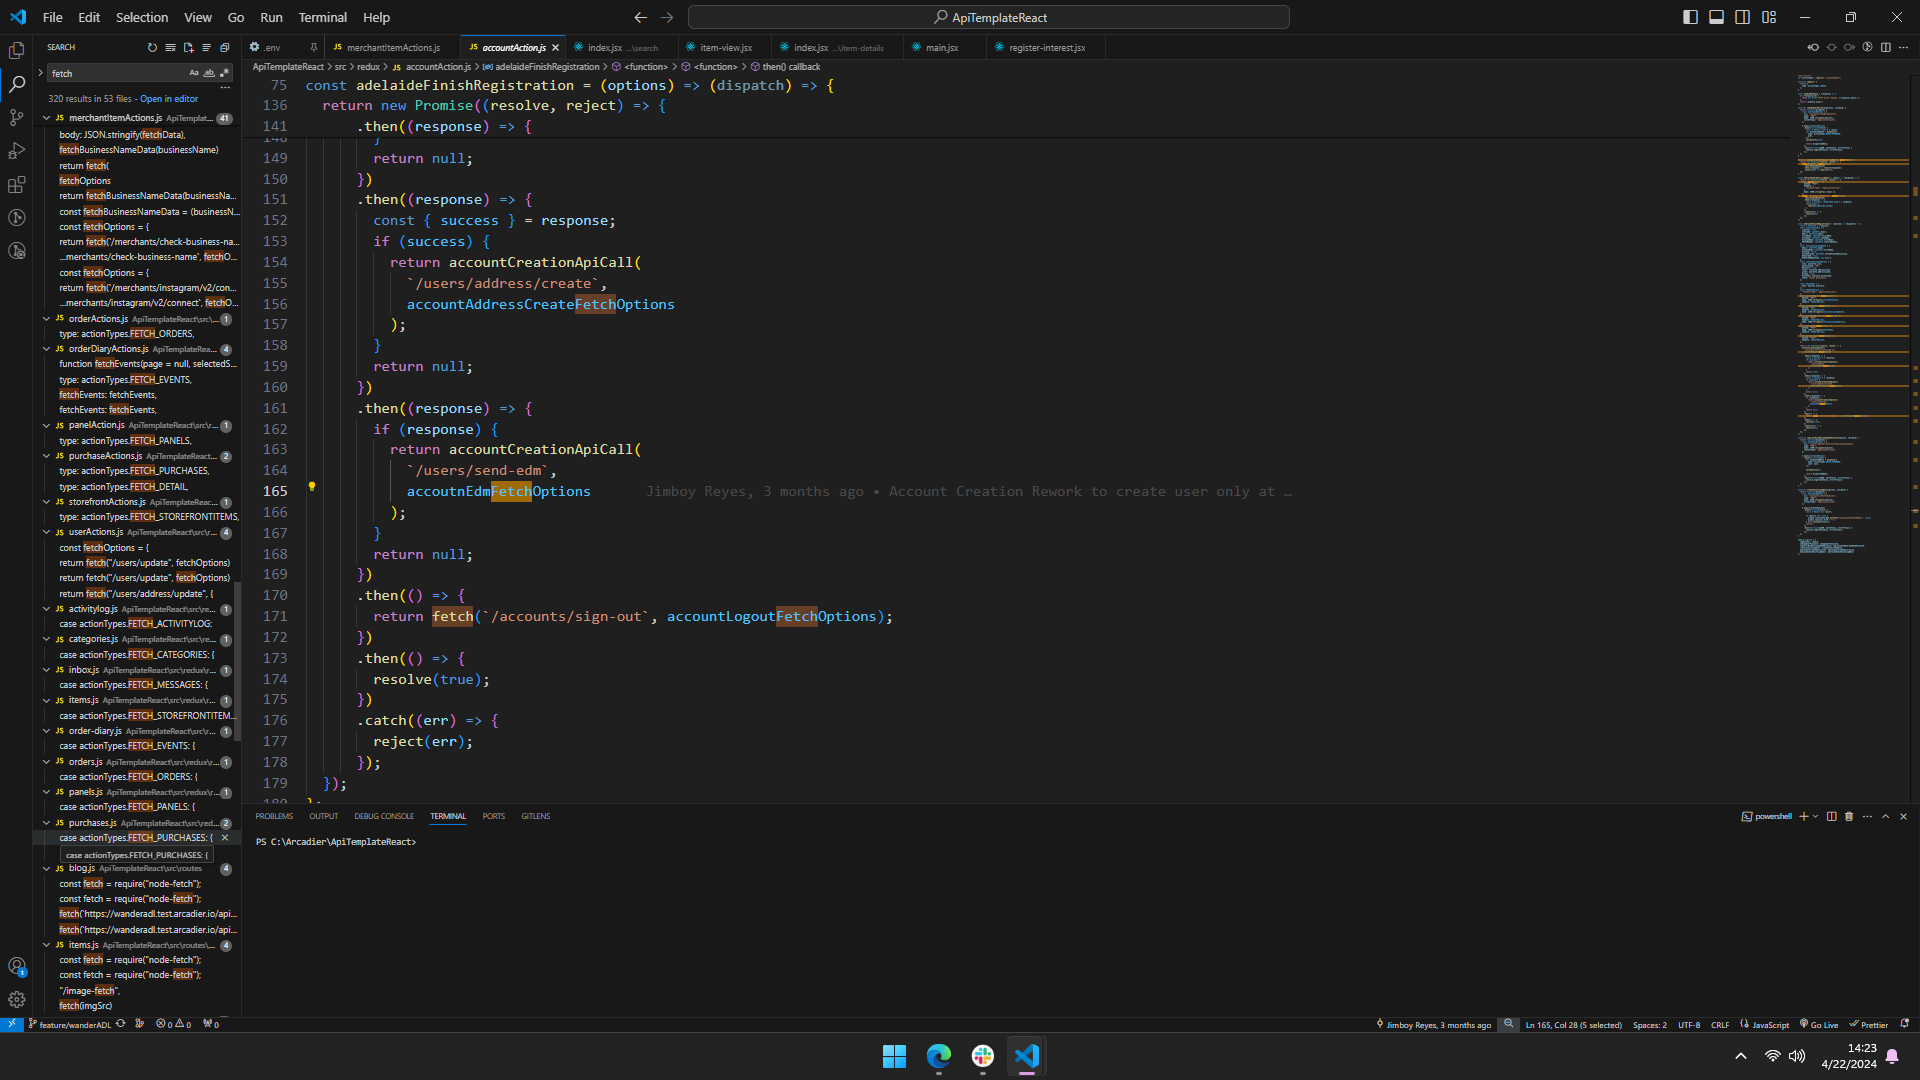 File Edit Selection View Go Run Terminal Help
ApiTemplateReact
SEARCH
fetch
320 results in 53 files - Open in editor
merchantItemActions.js ApiTemplat... 41
body: JSON.stringify(fetchData),
fetchBusinessNameData(businessName)
return fetch(
fetchOptions
return fetchBusinessNameData(businessNa...
const fetchBusinessNameData = (businessN...
const fetchOptions = {
return fetch(`/merchants/check-business-na...
...merchants/check-business-name`, fetchO...
const fetchOptions = {
return fetch(`/merchants/instagram/v2/con...
...merchants/instagram/v2/connect`, fetchO...
orderActions.js ApiTemplateReact\src\... 1
type: actionTypes.FETCH_ORDERS,
orderDiaryActions.js ApiTemplateRea... 4
function fetchEvents(page = null, selectedS...
type: actionTypes.FETCH_EVENTS,
fetchEvents: fetchEvents,
fetchEvents: fetchEvents,
panelAction.js ApiTemplateReact\src\r... 1
type: actionTypes.FETCH_PANELS,
purchaseActions.js ApiTemplateReact... 2
type: actionTypes.FETCH_PURCHASES,
type: actionTypes.FETCH_DETAIL,
storefrontActions.js ApiTemplateReact... 1
type: actionTypes.FETCH_STOREFRONTITEMS,
userActions.js ApiTemplateReact\src\r... 4
const fetchOptions = {
return fetch("/users/update", fetchOptions)
return fetch("/users/update", fetchOptions)
return fetch("/users/address/update", {
activitylog.js ApiTemplateReact\src\re... 1
case actionTypes.FETCH_ACTIVITYLOG:
categories.js ApiTemplateReact\src\re... 1
case actionTypes.FETCH_CATEGORIES: {
inbox.js ApiTemplateReact\src\redux\r... 1
case actionTypes.FETCH_MESSAGES: {
items.js ApiTemplateReact\src\redux\r... 1
case actionTypes.FETCH_STOREFRONTITEM...
order-diary.js ApiTemplateReact\src\r... 1
case actionTypes.FETCH_EVENTS: {
orders.js ApiTemplateReact\src\redux\r... 1
case actionTypes.FETCH_ORDERS: {
panels.js ApiTemplateReact\src\redux\r... 1
case actionTypes.FETCH_PANELS: {
purchases.js ApiTemplateReact\src\red... 2
case actionTypes.FETCH_PURCHASES: {
case actionTypes.FETCH_PURCHASES: {
blog.js ApiTemplateReact\src\routes 4
const fetch = require("node-fetch");
const fetch = require("node-fetch");
fetch('https://wanderadl.test.arcadier.io/api...
fetch('https://wanderadl.test.arcadier.io/api...
items.js ApiTemplateReact\src\routes\... 4
const fetch = require("node-fetch");
const fetch = require("node-fetch");
"/image-fetch",
fetch(imgSrc)
.env merchantItemActions.js accountAction.js index.jsx ...\search item-view.jsx index.jsx ...\item-details main.jsx register-interest.jsx
ApiTemplateReact > src > redux > accountAction.js > adelaideFinishRegistration > <function> > <function> > then() callback
75 const adelaideFinishRegistration = (options) => (dispatch) => {
136 return new Promise((resolve, reject) => {
141 .then((response) => {
148 }
149 return null;
150 })
151 .then((response) => {
152 const { success } = response;
153 if (success) {
154 return accountCreationApiCall(
155 `/users/address/create`,
156 accountAddressCreateFetchOptions
157 );
158 }
159 return null;
160 })
161 .then((response) => {
162 if (response) {
163 return accountCreationApiCall(
164 `/users/send-edm`,
165 accoutnEdmFetchOptions Jimboy Reyes, 3 months ago • Account Creation Rework to create user only at …
166 );
167 }
168 return null;
169 })
170 .then(() => {
171 return fetch(`/accounts/sign-out`, accountLogoutFetchOptions);
172 })
173 .then(() => {
174 resolve(true);
175 })
176 .catch((err) => {
177 reject(err);
178 });
179 });
180 };
PROBLEMS OUTPUT DEBUG CONSOLE TERMINAL PORTS GITLENS
powershell
PS C:\Arcadier\ApiTemplateReact>
feature/wanderADL 0 0 0
Jimboy Reyes, 3 months ago Ln 165, Col 28 (5 selected) Spaces: 2 UTF-8 CRLF JavaScript Go Live Prettier
14:23
4/22/2024